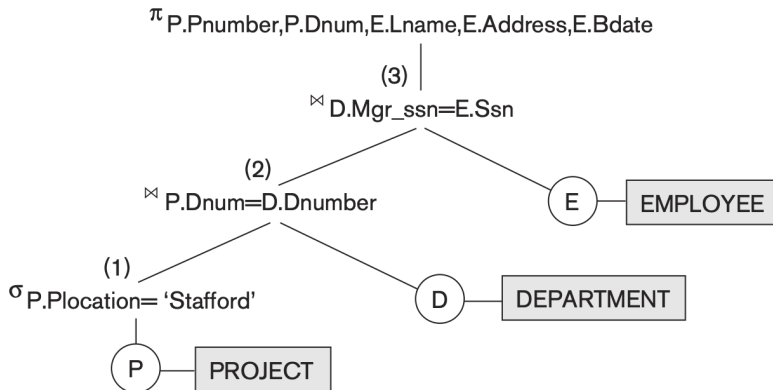 π P.Pnumber,P.Dnum,E.Lname,E.Address,E.Bdate
(3)
⋈ D.Mgr_ssn=E.Ssn
(2)
⋈ P.Dnum=D.Dnumber
E
EMPLOYEE
(1)
σ P.Plocation= ‘Stafford’
D
DEPARTMENT
P
PROJECT